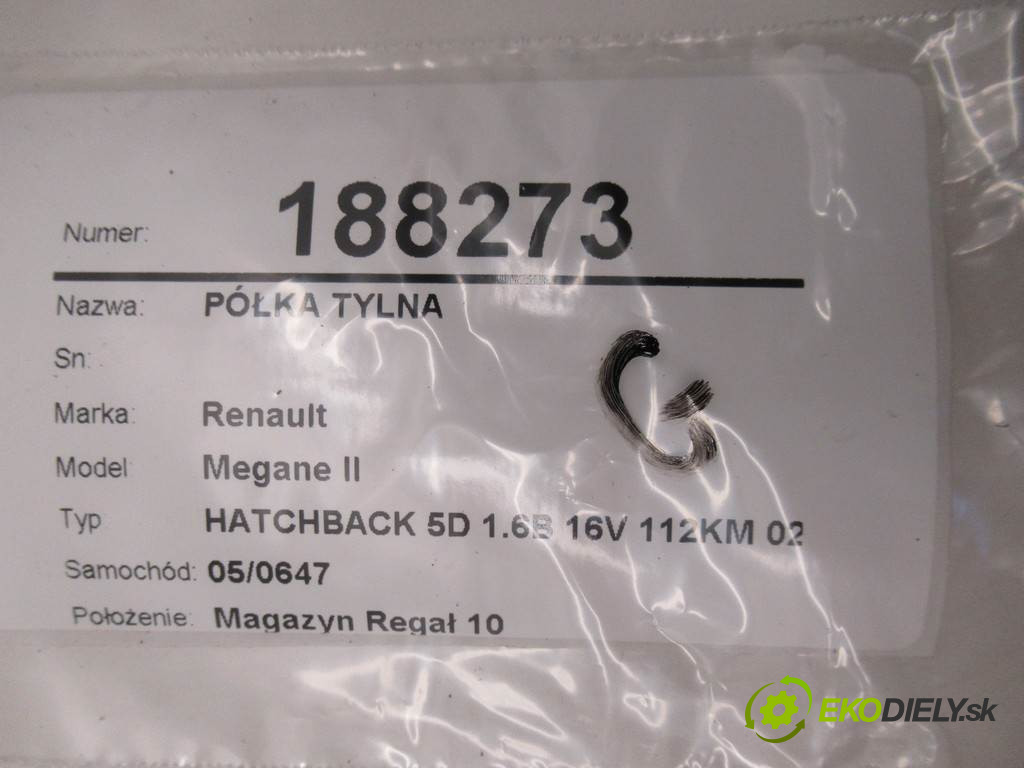 Numer: 188273
Nazwa: PÓŁKA TYLNA
Sn:
Marka: Renault
Model Megane II
Typ HATCHBACK 5D 1.6B 16V 112KM 02
Samochód: 05/0647
Położenie: Magazyn Regał 10
G
EKODIELY.sk